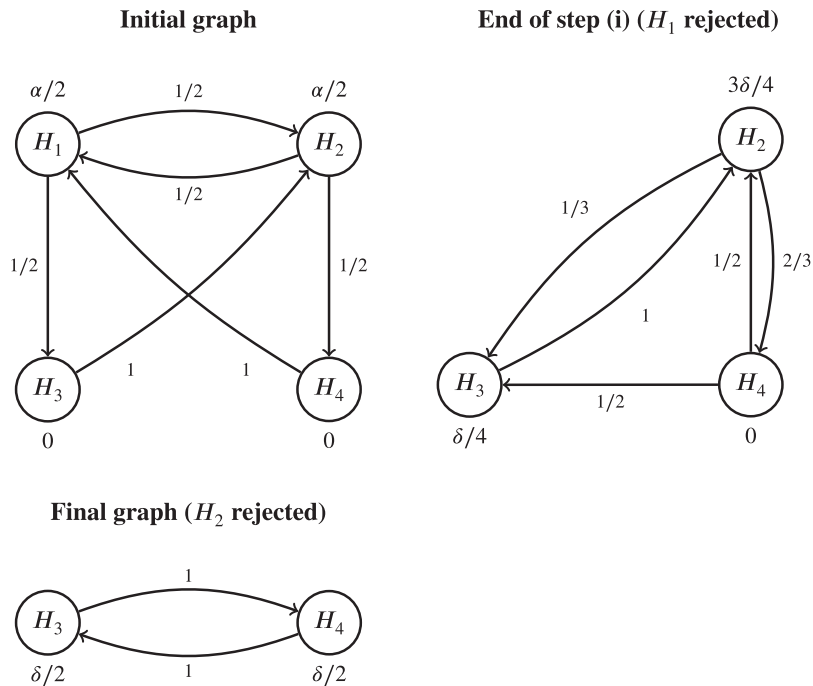 Initial graph
α/2
α/2
1/2
H₁
H₂
1/2
1/2
1/2
1
1
H₃
H₄
0
0
End of step (i) (H₁ rejected)
3δ/4
H₂
1/3
1/2
2/3
1
H₃
H₄
1/2
δ/4
0
Final graph (H₂ rejected)
1
H₃
H₄
1
δ/2
δ/2